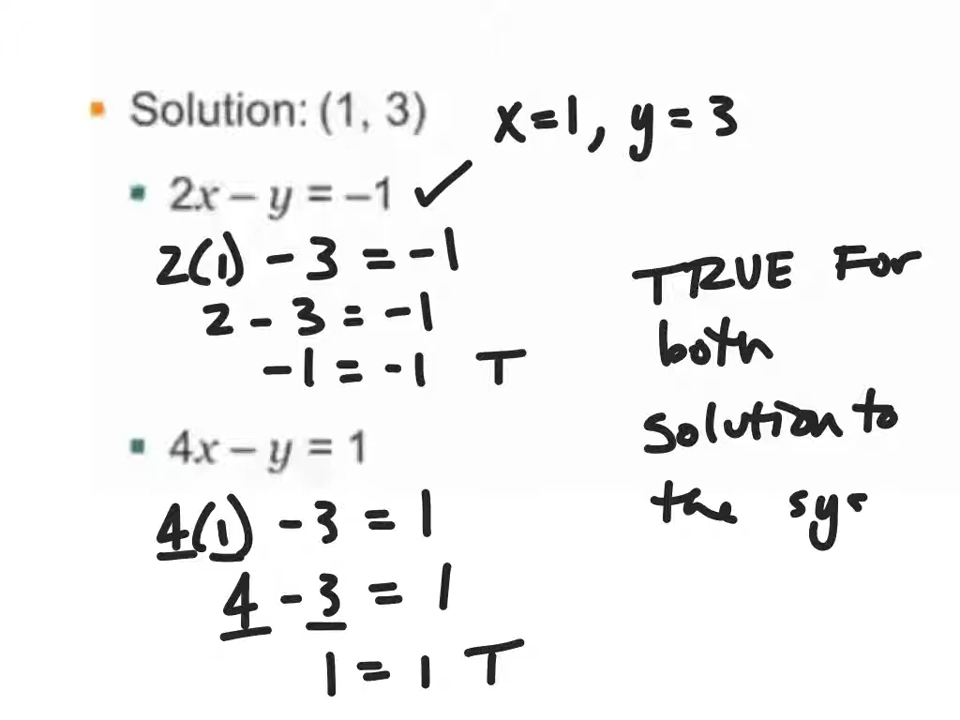 Solution: (1, 3) x=1, y=3
2x – y = –1 ✓
2(1) - 3 = -1
2 - 3 = -1
-1 = -1 T
4x – y = 1
4(1) - 3 = 1
4 - 3 = 1
1 = 1 T
TRUE For
both
solution to
the sys